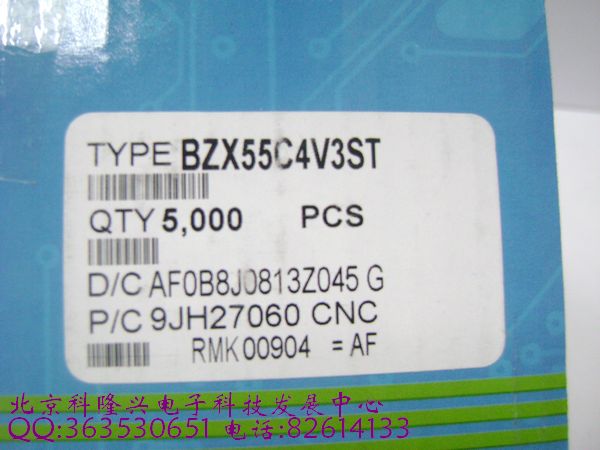 TYPE BZX55C4V3ST
QTY 5,000 PCS
D/C AF0B8J0813Z045 G
P/C 9JH27060 CNC
RMK 00904 = AF
北京科隆兴电子科技发展中心
QQ:363530651 电话:82614133